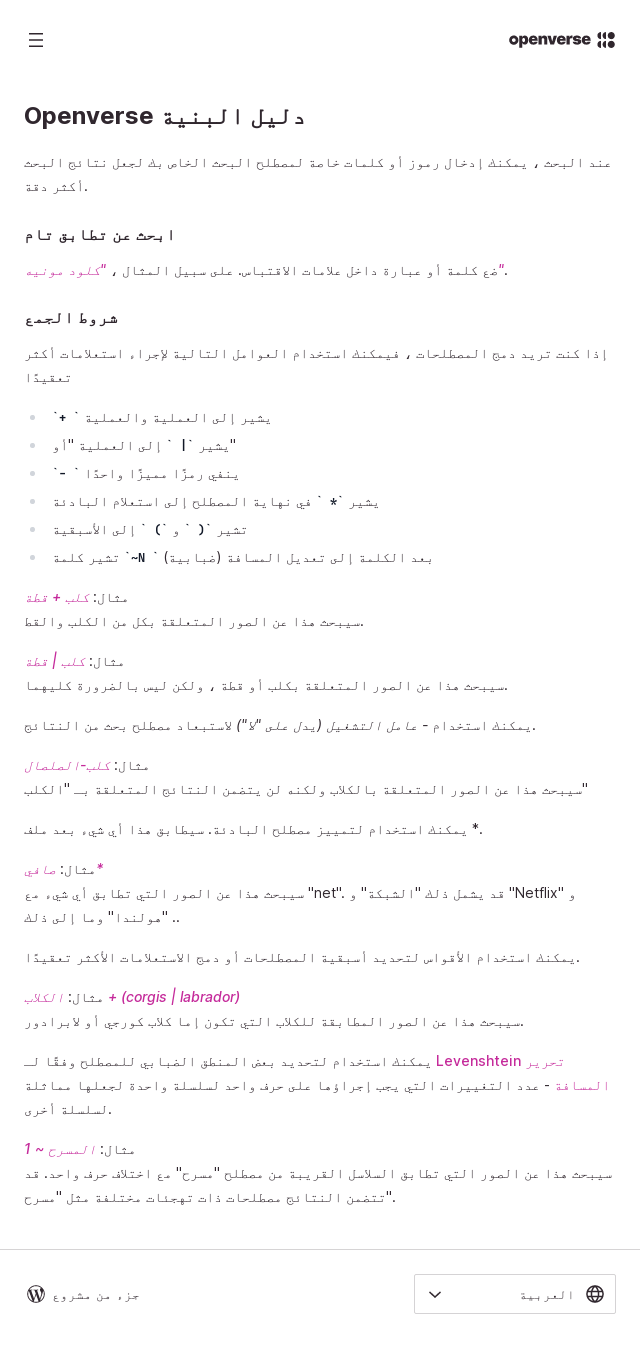 openverse
دليل البنية Openverse
عند البحث ، يمكنك إدخال رموز أو كلمات خاصة لمصطلح البحث الخاص بك لجعل نتائج البحث
أكثر دقة.
ابحث عن تطابق تام
ضع كلمة أو عبارة داخل علامات الاقتباس. على سبيل المثال ، "كلود مونيه".
شروط الجمع
إذا كنت تريد دمج المصطلحات ، فيمكنك استخدام العوامل التالية لإجراء استعلامات أكثر
تعقيدًا
`+ ` يشير إلى العملية والعملية
يشير `| ` إلى العملية "أو"
`- ` ينفي رمزًا مميزًا واحدًا
يشير `* ` في نهاية المصطلح إلى استعلام البادئة
تشير `( ` و `) ` إلى الأسبقية
تشير كلمة `~N ` بعد الكلمة إلى تعديل المسافة (ضبابية)
مثال: كلب + قطة
سيبحث هذا عن الصور المتعلقة بكل من الكلب والقط.
مثال: كلب | قطة
سيبحث هذا عن الصور المتعلقة بكلب أو قطة ، ولكن ليس بالضرورة كليهما.
يمكنك استخدام - عامل التشغيل (يدل على "لا") لاستبعاد مصطلح بحث من النتائج.
مثال: كلب-الصلصال
سيبحث هذا عن الصور المتعلقة بالكلاب ولكنه لن يتضمن النتائج المتعلقة بـ "الكلب"
يمكنك استخدام لتمييز مصطلح البادئة. سيطابق هذا أي شيء بعد ملف *.
مثال: صافي*
سيبحث هذا عن الصور التي تطابق أي شيء مع "net". قد يشمل ذلك "الشبكة" و "Netflix" و
"هولندا" وما إلى ذلك ..
يمكنك استخدام الأقواس لتحديد أسبقية المصطلحات أو دمج الاستعلامات الأكثر تعقيدًا.
مثال: الكلاب + (corgis | labrador)
سيبحث هذا عن الصور المطابقة للكلاب التي تكون إما كلاب كورجي أو لابرادور.
يمكنك استخدام لتحديد بعض المنطق الضبابي للمصطلح وفقًا لـ Levenshtein تحرير
المسافة - عدد التغييرات التي يجب إجراؤها على حرف واحد لسلسلة واحدة لجعلها مماثلة
لسلسلة أخرى.
مثال: المسرح ~ 1
سيبحث هذا عن الصور التي تطابق السلاسل القريبة من مصطلح "مسرح" مع اختلاف حرف واحد. قد
تتضمن النتائج مصطلحات ذات تهجئات مختلفة مثل "مسرح".
جزء من مشروع
العربية